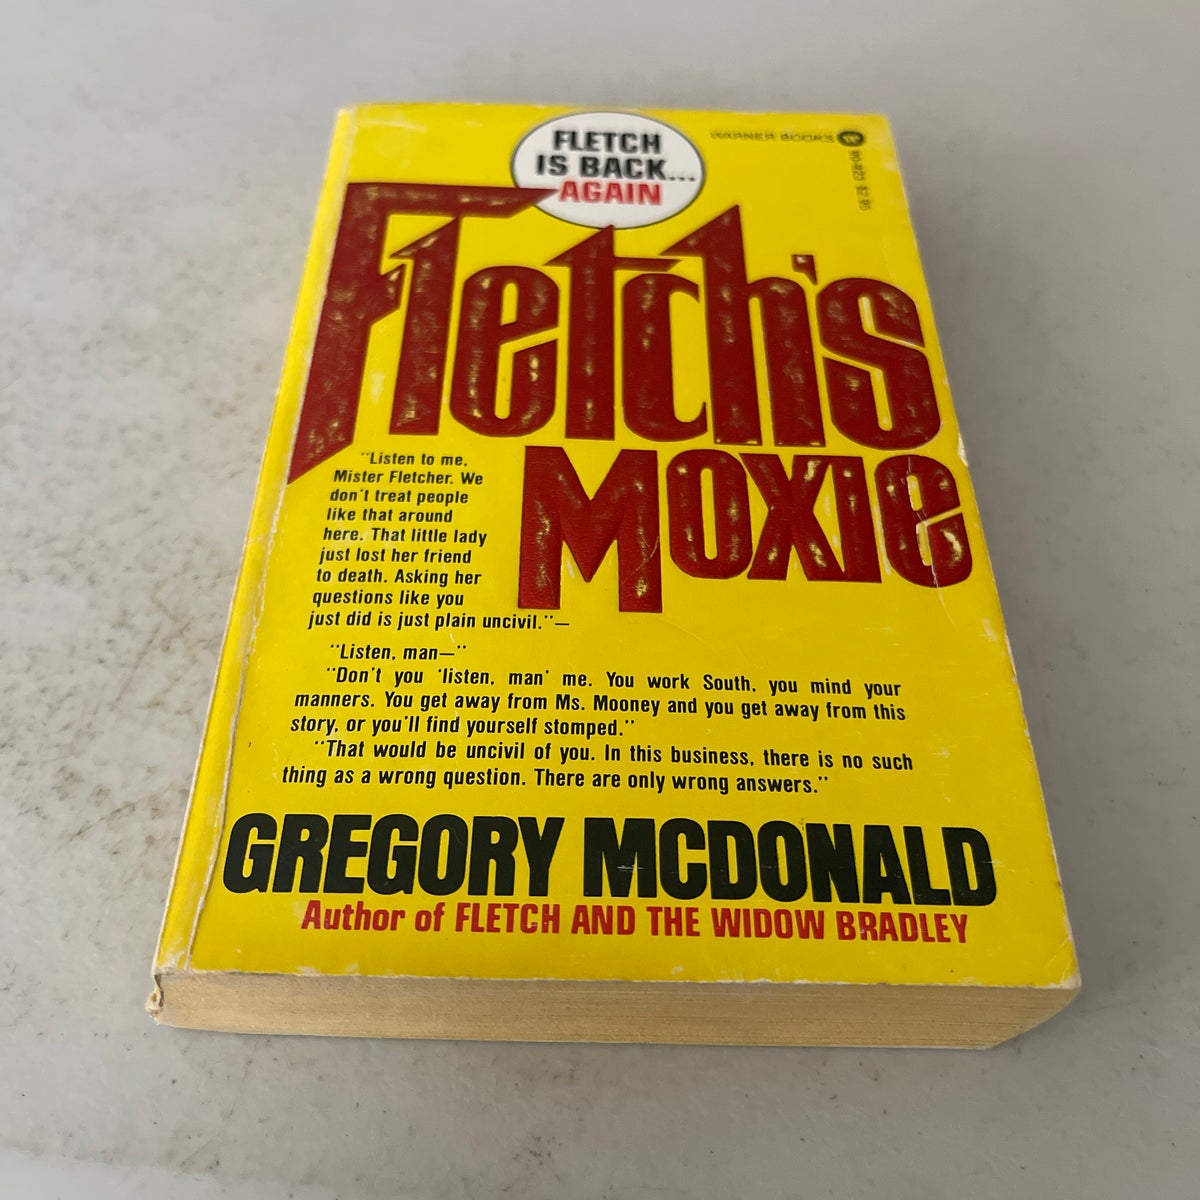 FLETCH
IS BACK...
AGAIN
WARNER BOOKS
90-823 $2.95
Fletch's
Moxie
"Listen to me,
Mister Fletcher. We
don't treat people
like that around
here. That little lady
just lost her friend
to death. Asking her
questions like you
just did is just plain uncivil."—
"Listen, man—"
"Don't you 'listen, man' me. You work South, you mind your
manners. You get away from Ms. Mooney and you get away from this
story, or you'll find yourself stomped."
"That would be uncivil of you. In this business, there is no such
thing as a wrong question. There are only wrong answers."
GREGORY MCDONALD
Author of FLETCH AND THE WIDOW BRADLEY